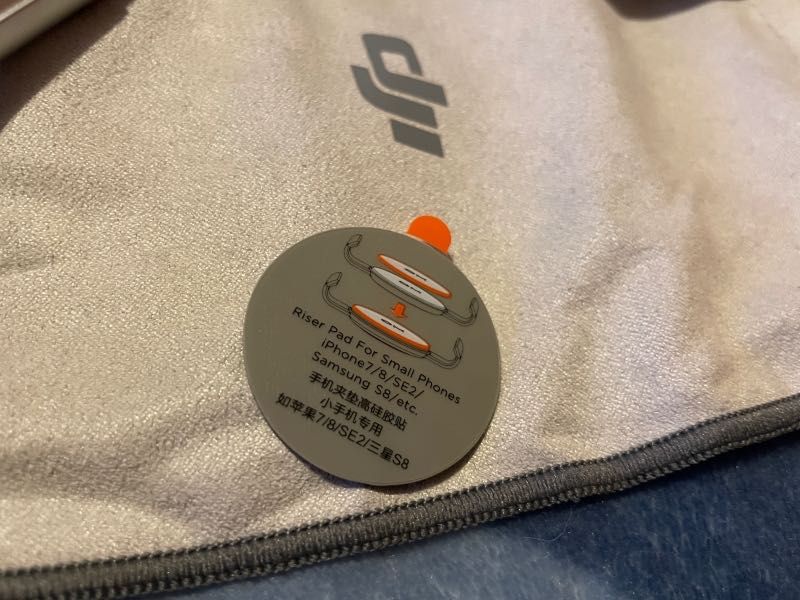 dji
Riser Pad For Small Phones
iPhone7/8/SE2/
Samsung S8/etc.
手机夹垫高硅胶贴
小手机专用
如苹果7/8/SE2/三星S8